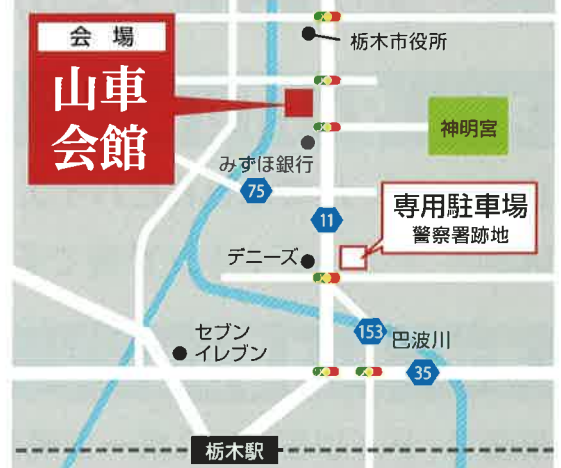 会場
山車
会館
栃木市役所
神明宮
みずほ銀行
75
11
専用駐車場
警察署跡地
デニーズ
153
巴波川
セブン
イレブン
35
栃木駅